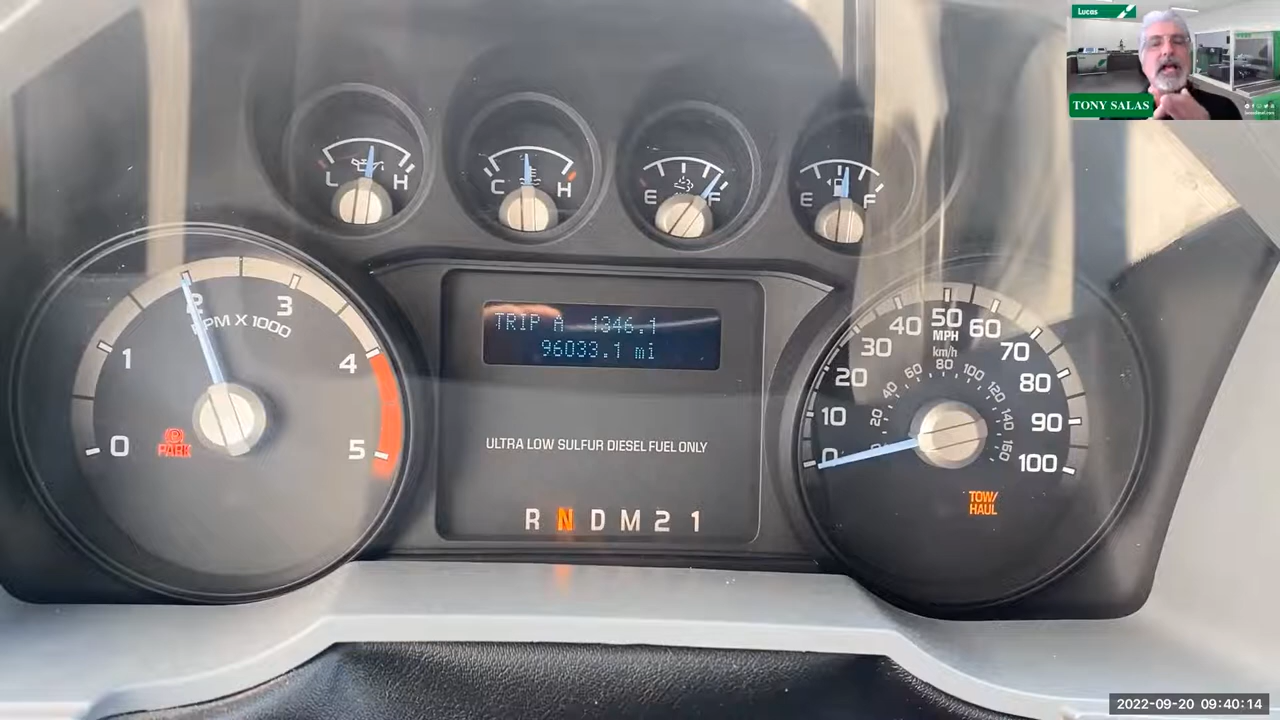 Lucas
TONY SALAS
L H
C H
E F
E F
0 1 2 3 4 5
RPM X 1000
PARK
TRIP A 1346.1
96033.1 mi
ULTRA LOW SULFUR DIESEL FUEL ONLY
R N D M 2 1
0 10 20 30 40 50 60 70 80 90 100
MPH
km/h
20 40 60 80 100 120 140 160
TOW/
HAUL
2022-09-20 09:40:14